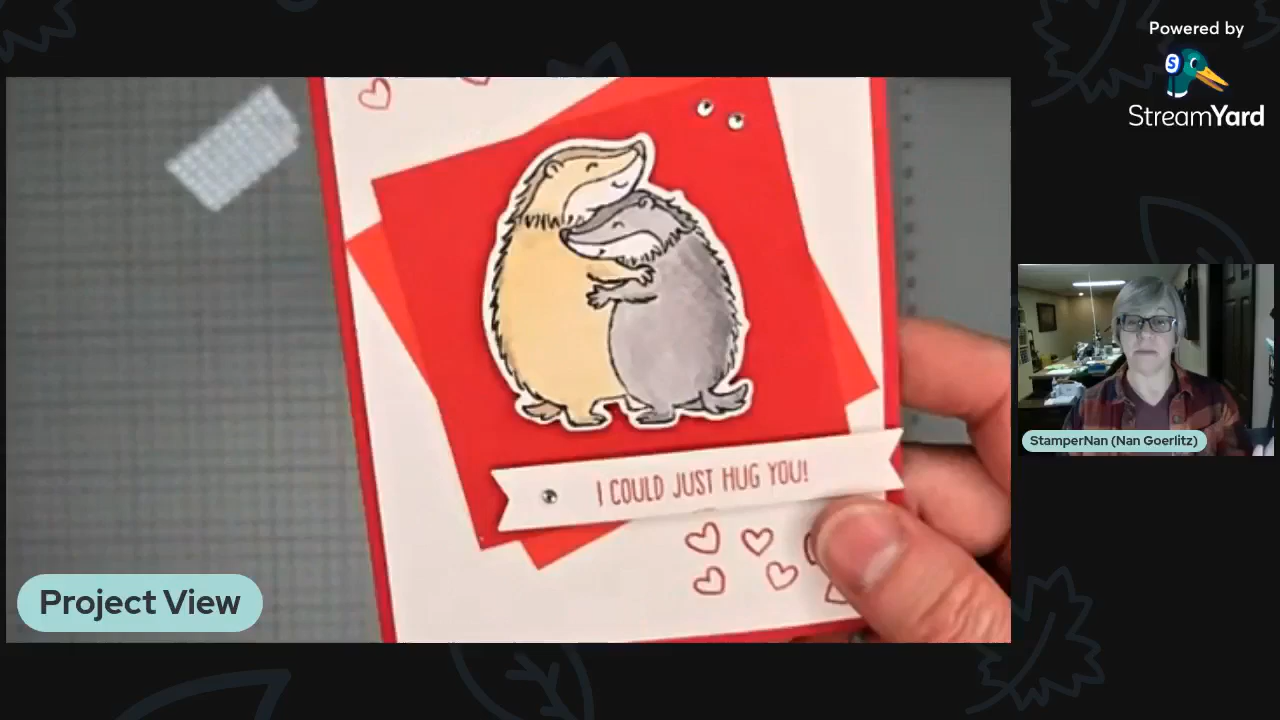 Powered by
S
StreamYard
I COULD JUST HUG YOU!
StamperNan (Nan Goerlitz)
Project View